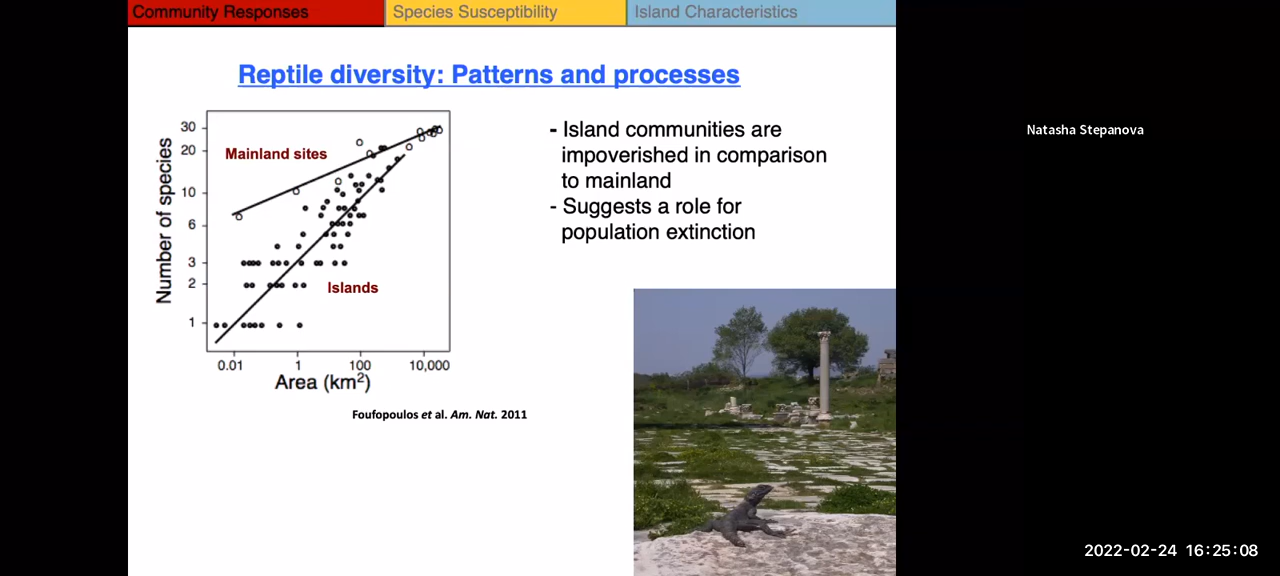 Community Responses
Species Susceptibility
Island Characteristics
Reptile diversity: Patterns and processes
- Island communities are
impoverished in comparison
to mainland
- Suggests a role for
population extinction
Number of species
30
20
10
6
3
2
1
Mainland sites
Islands
0.01
1
100
10,000
Area (km²)
Foufopoulos et al. Am. Nat. 2011
Natasha Stepanova
2022-02-24 16:25:08